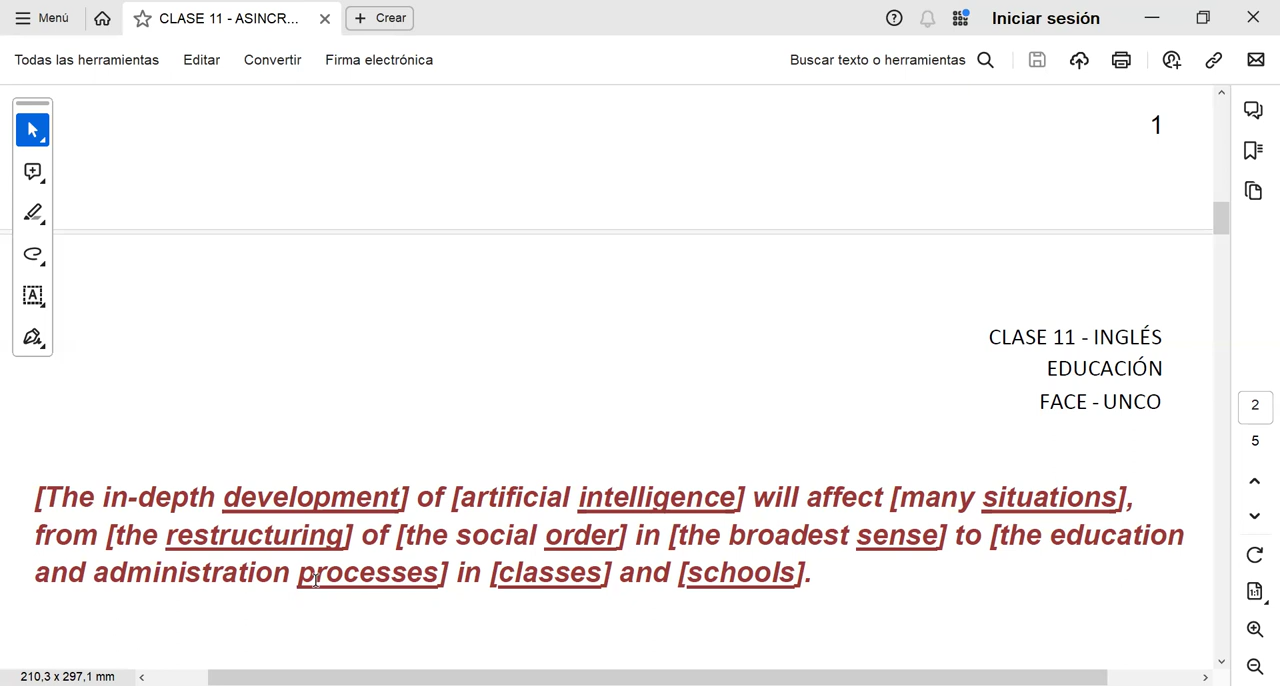 Menú
CLASE 11 - ASINCR...
Crear
Iniciar sesión
Todas las herramientas
Editar
Convertir
Firma electrónica
Buscar texto o herramientas
1
CLASE 11 - INGLÉS
EDUCACIÓN
FACE - UNCO
2
5
[The in-depth development] of [artificial intelligence] will affect [many situations],
from [the restructuring] of [the social order] in [the broadest sense] to [the education
and administration processes] in [classes] and [schools].
210,3 x 297,1 mm